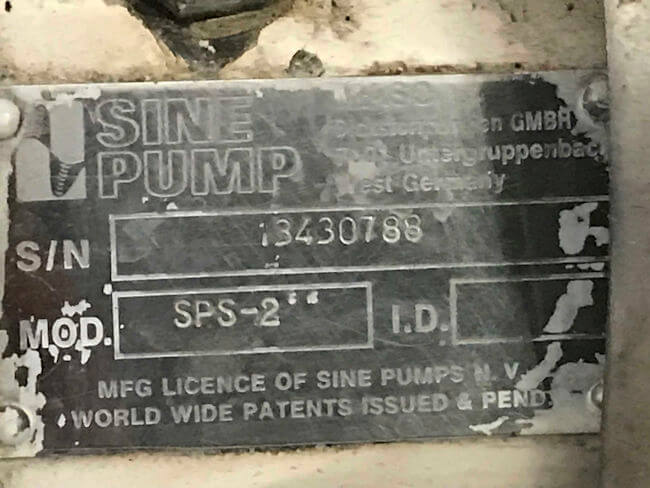 SINE
PUMP
GMBH
West Germany
S/N 13430788
MOD. SPS-2" I.D.
MFG LICENCE OF SINE PUMPS N.V.
WORLD WIDE PATENTS ISSUED & PEND